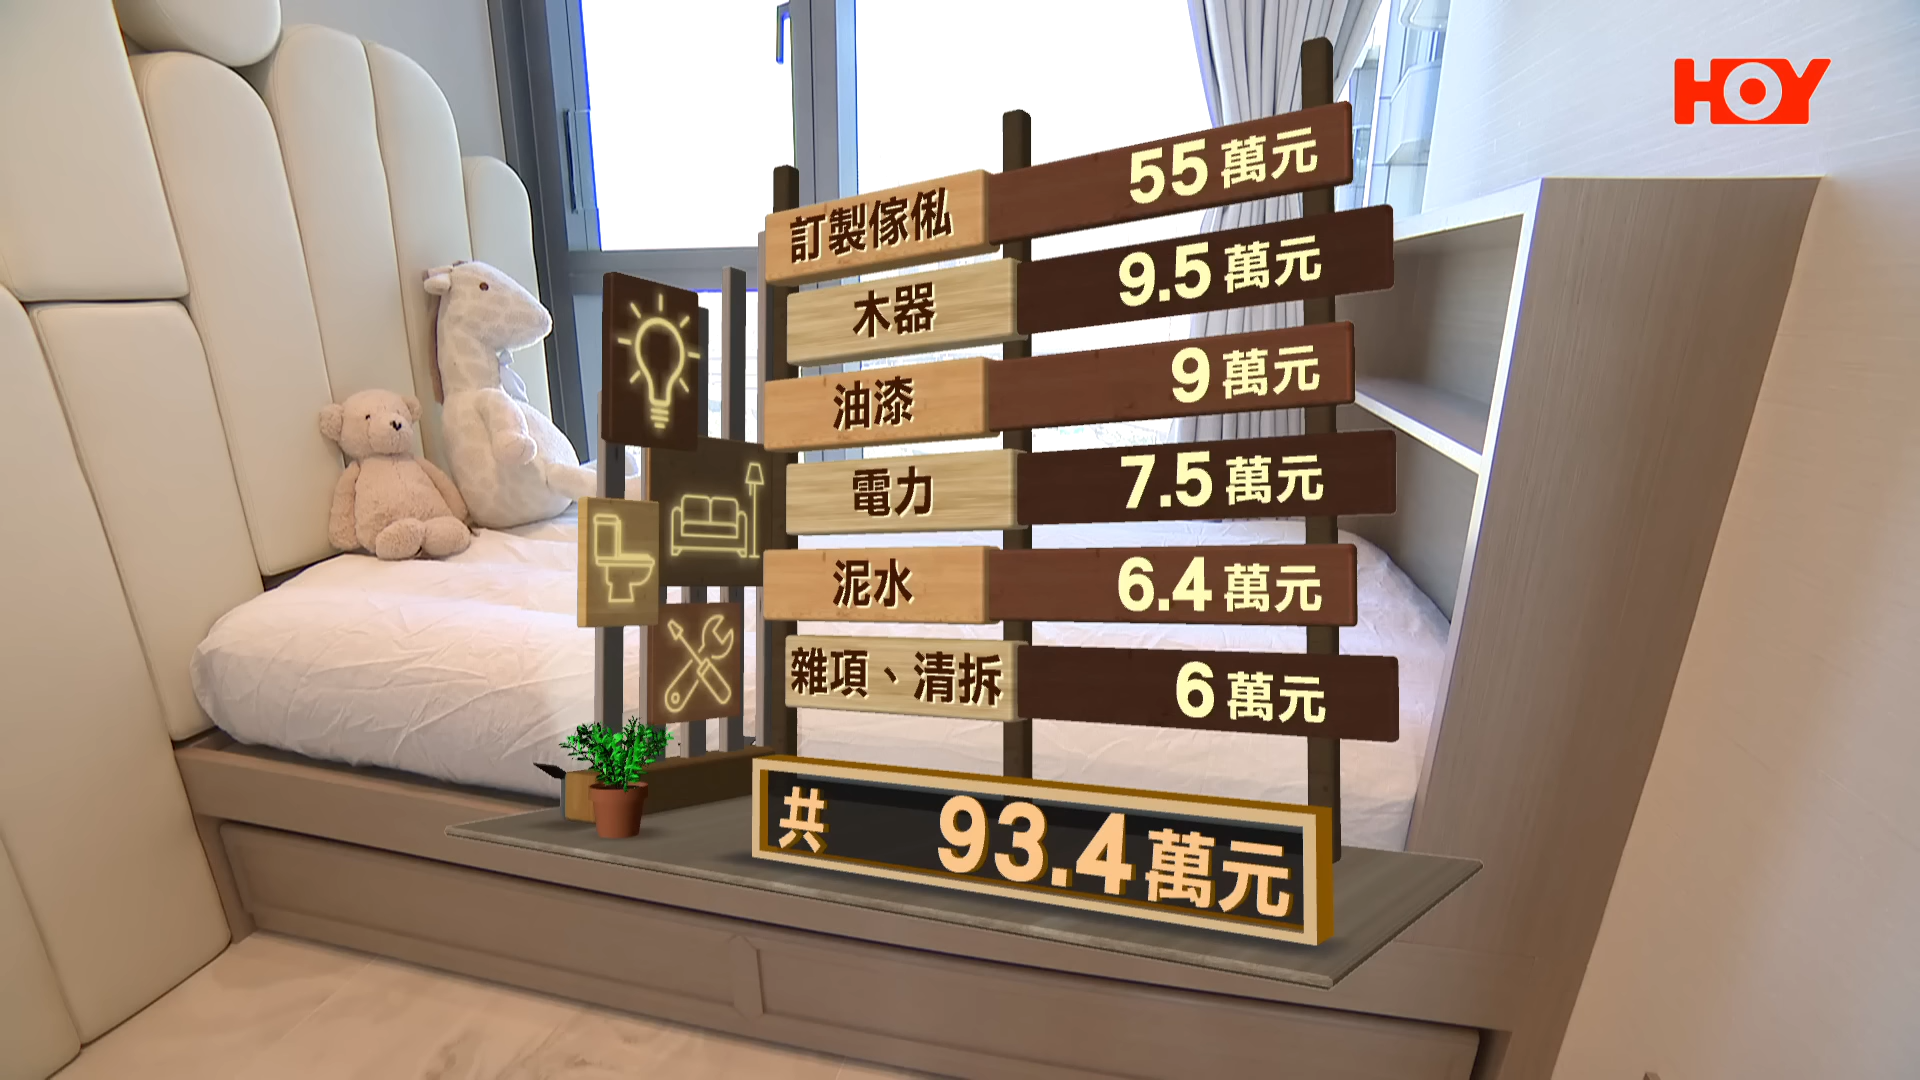 HOY
訂製傢俬 55萬元
木器 9.5萬元
油漆 9萬元
電力 7.5萬元
泥水 6.4萬元
雜項、清拆 6萬元
共 93.4萬元